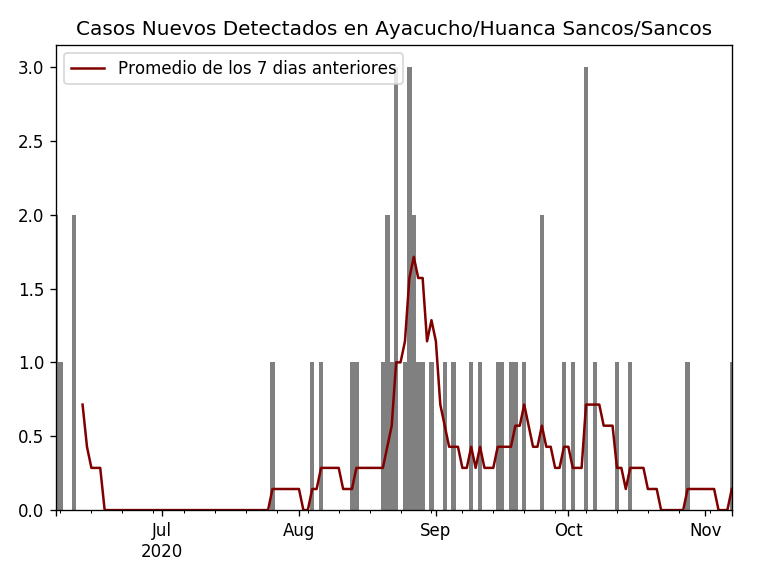 Casos Nuevos Detectados en Ayacucho/Huanca Sancos/Sancos
Promedio de los 7 dias anteriores
3.0
2.5
2.0
1.5
1.0
0.5
0.0
Jul
2020
Aug
Sep
Oct
Nov